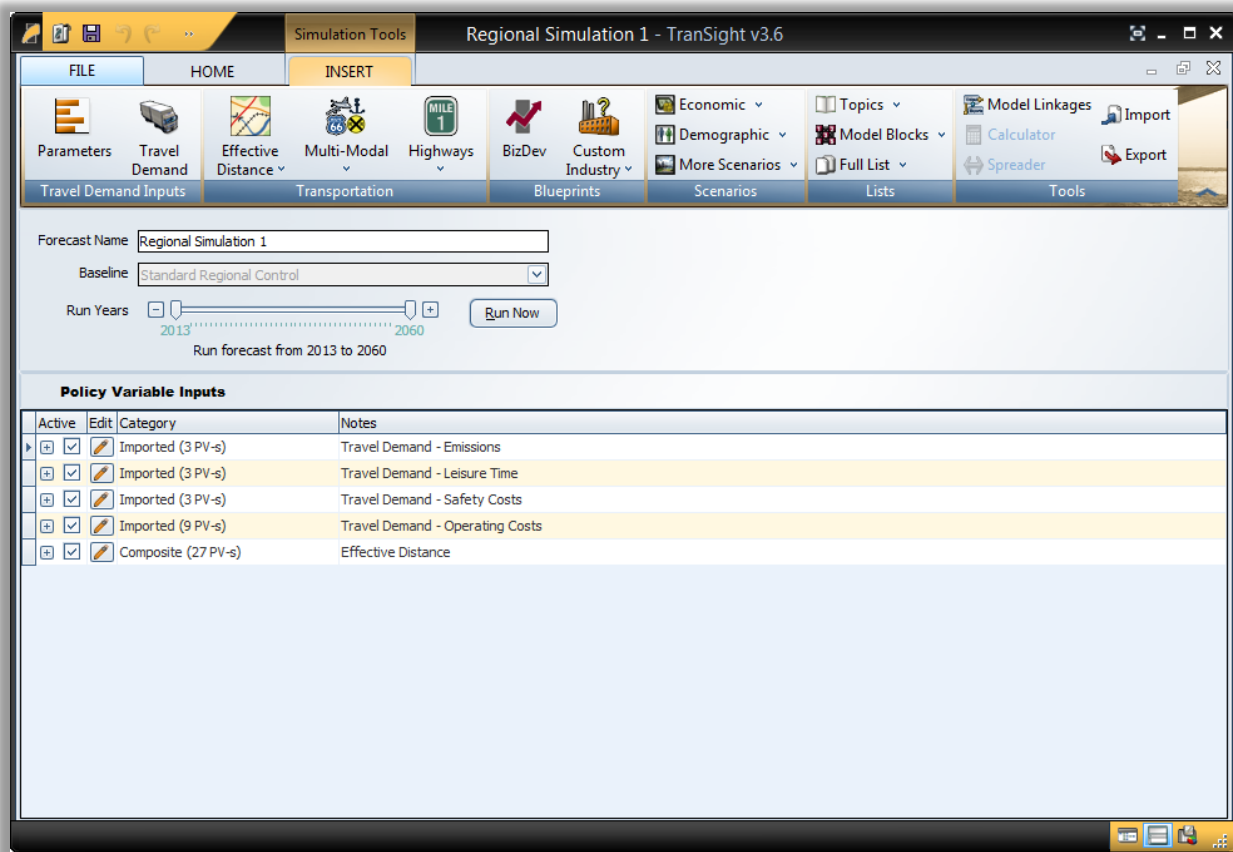 Simulation Tools
Regional Simulation 1 - TranSight v3.6
FILE HOME INSERT
Parameters
Travel Demand
Travel Demand Inputs
Effective Distance
Multi-Modal
66
MILE 1
Highways
Transportation
BizDev
Custom Industry
Blueprints
Economic
Demographic
More Scenarios
Scenarios
Topics
Model Blocks
Full List
Lists
Model Linkages
Calculator
Spreader
Import
Export
Tools
Forecast Name Regional Simulation 1
Baseline Standard Regional Control
Run Years
2013 2060
Run Now
Run forecast from 2013 to 2060
Policy Variable Inputs
Active Edit Category Notes
Imported (3 PV-s) Travel Demand - Emissions
Imported (3 PV-s) Travel Demand - Leisure Time
Imported (3 PV-s) Travel Demand - Safety Costs
Imported (9 PV-s) Travel Demand - Operating Costs
Composite (27 PV-s) Effective Distance